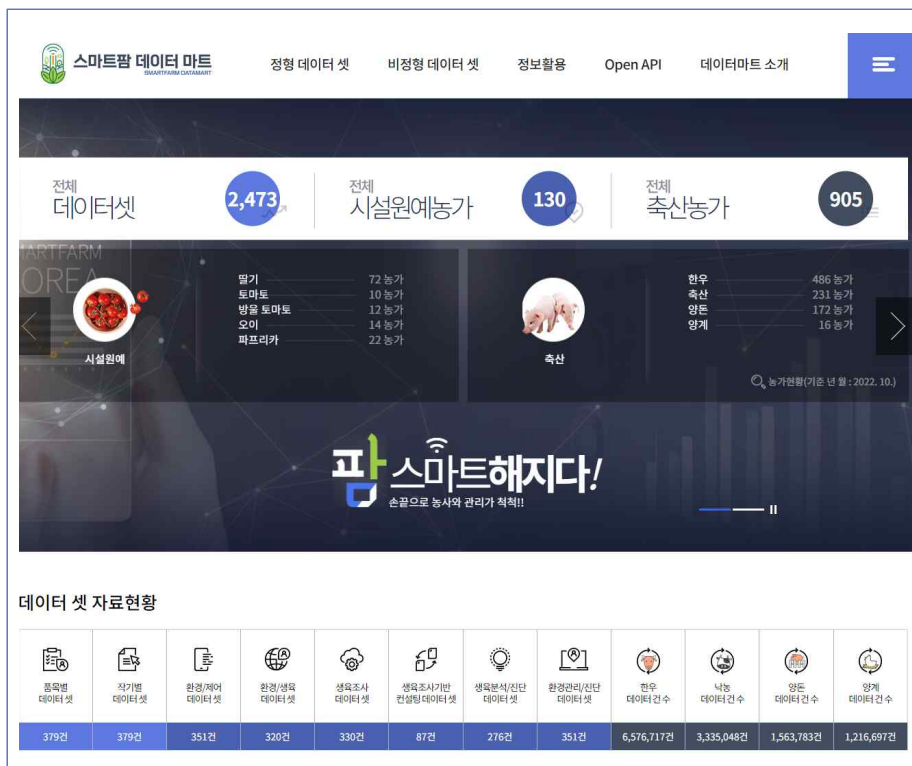 스마트팜 데이터 마트
SMARTFARM DATAMART
정형 데이터 셋 비정형 데이터 셋 정보활용 Open API 데이터마트 소개
전체
데이터셋
2,473
전체
시설원예농가
130
전체
축산농가
905
시설원예
딸기 72 농가
토마토 10 농가
방울 토마토 12 농가
오이 14 농가
파프리카 22 농가
축산
한우 486 농가
축산 231 농가
양돈 172 농가
양계 16 농가
농가현황(기준 년 월 : 2022. 10.)
팜 스마트해지다!
손끝으로 농사와 관리가 척척!!
데이터 셋 자료현황
품목별
데이터 셋
379건
작기별
데이터 셋
379건
환경/제어
데이터 셋
351건
환경/생육
데이터 셋
320건
생육조사
데이터 셋
330건
생육조사기반
컨설팅 데이터 셋
87건
생육분석/진단
데이터 셋
276건
환경관리/진단
데이터 셋
351건
한우
데이터 건 수
6,576,717건
낙농
데이터 건 수
3,335,048건
양돈
데이터 건 수
1,563,783건
양계
데이터 건 수
1,216,697건